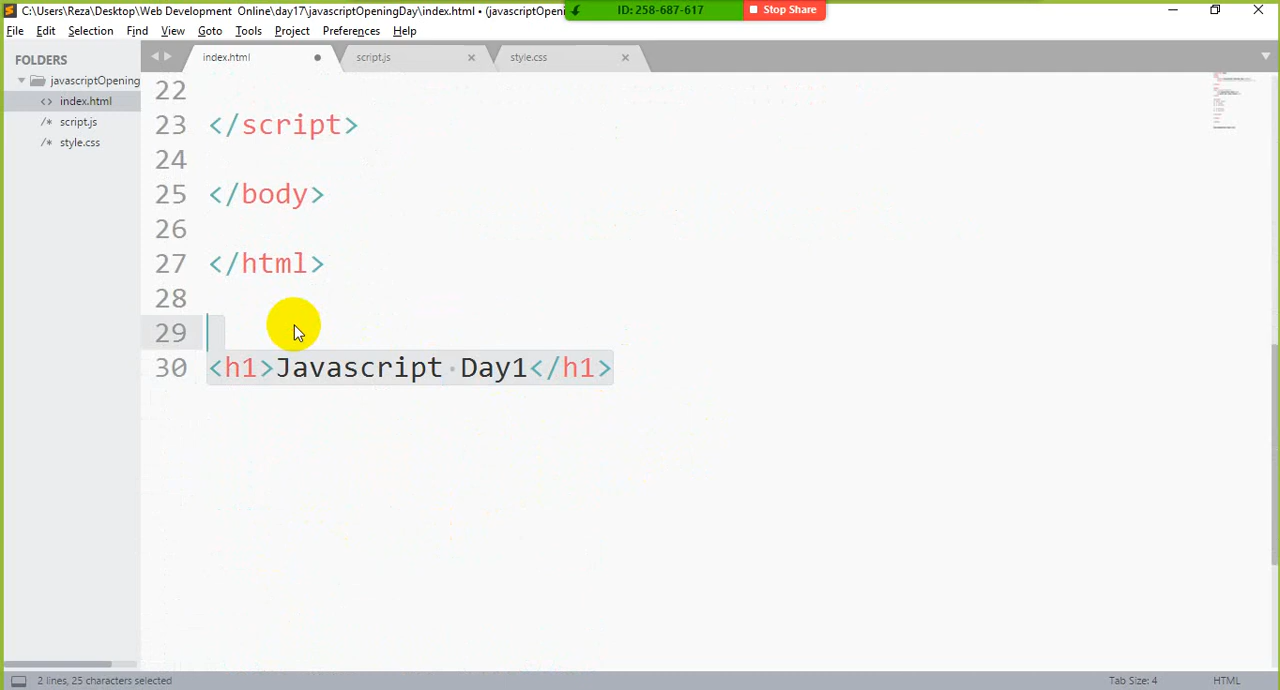 C:\Users\Reza\Desktop\Web Development Online\day17\javascriptOpeningDay\index.html • (javascriptOpeni
ID: 258-687-617
Stop Share
File Edit Selection Find View Goto Tools Project Preferences Help
FOLDERS
javascriptOpening
<> index.html
/* script.js
/* style.css
index.html script.js style.css
22
23 </script>
24
25 </body>
26
27 </html>
28
29
30 <h1>Javascript Day1</h1>
2 lines, 25 characters selected Tab Size: 4 HTML